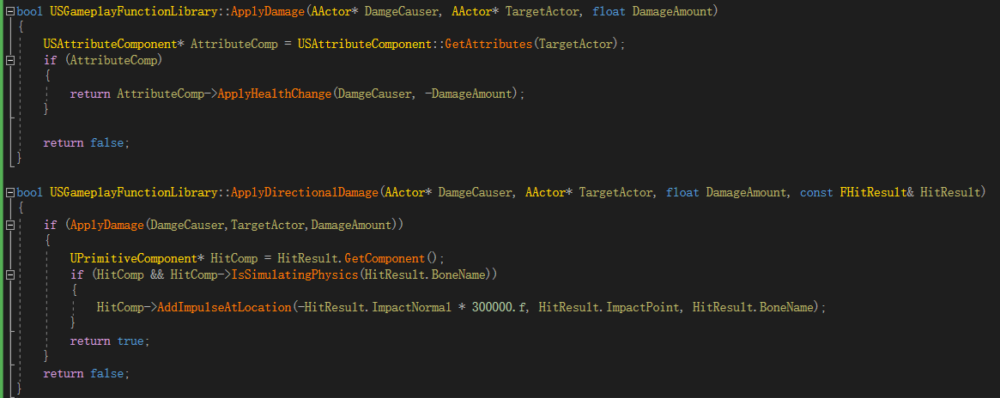 bool USGameplayFunctionLibrary::ApplyDamage(AActor* DamgeCauser, AActor* TargetActor, float DamageAmount)
{
USAttributeComponent* AttributeComp = USAttributeComponent::GetAttributes(TargetActor);
if (AttributeComp)
{
return AttributeComp->ApplyHealthChange(DamgeCauser, -DamageAmount);
}
return false;
}
bool USGameplayFunctionLibrary::ApplyDirectionalDamage(AActor* DamgeCauser, AActor* TargetActor, float DamageAmount, const FHitResult& HitResult)
{
if (ApplyDamage(DamgeCauser,TargetActor,DamageAmount))
{
UPrimitiveComponent* HitComp = HitResult.GetComponent();
if (HitComp && HitComp->IsSimulatingPhysics(HitResult.BoneName))
{
HitComp->AddImpulseAtLocation(-HitResult.ImpactNormal * 300000.f, HitResult.ImpactPoint, HitResult.BoneName);
}
return true;
}
return false;
}